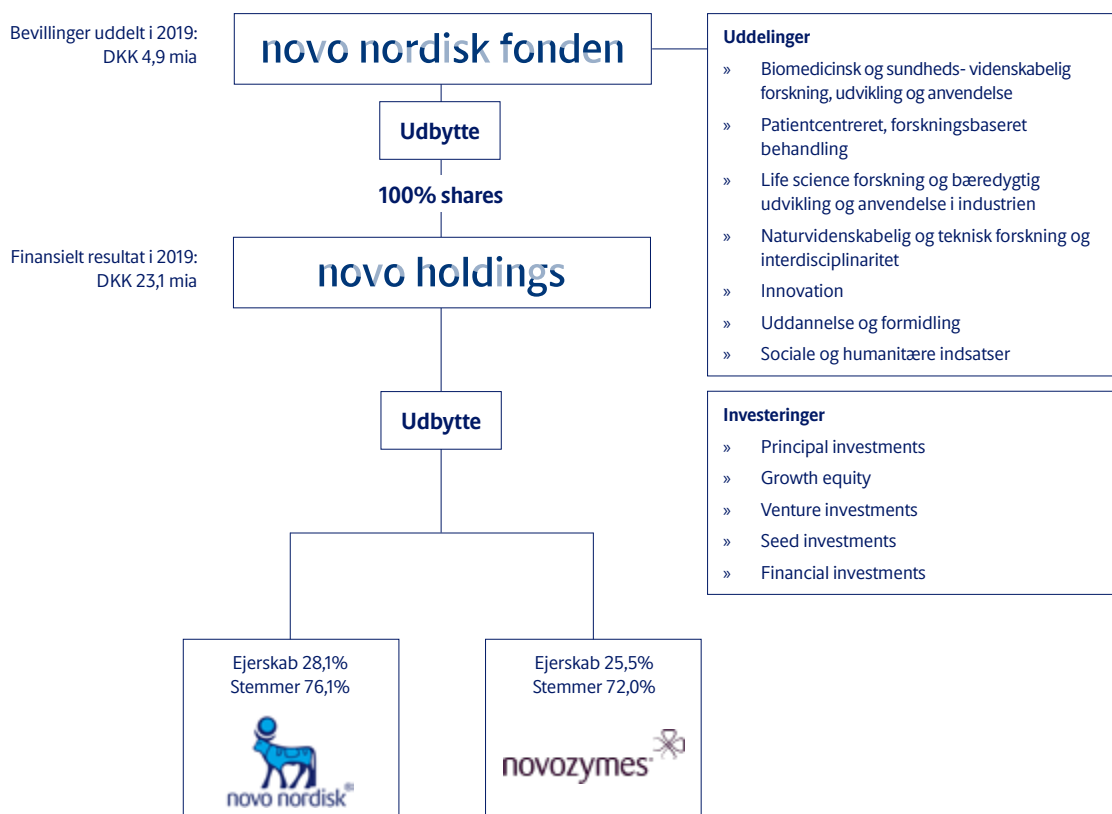 Bevillinger uddelt i 2019:
DKK 4,9 mia
novo nordisk fonden
Udbytte
100% shares
Finansielt resultat i 2019:
DKK 23,1 mia
novo holdings
Udbytte
Uddelinger
» Biomedicinsk og sundheds- videnskabelig
forskning, udvikling og anvendelse
» Patientcentreret, forskningsbaseret
behandling
» Life science forskning og bæredygtig
udvikling og anvendelse i industrien
» Naturvidenskabelig og teknisk forskning og
interdisciplinaritet
» Innovation
» Uddannelse og formidling
» Sociale og humanitære indsatser
Investeringer
» Principal investments
» Growth equity
» Venture investments
» Seed investments
» Financial investments
Ejerskab 28,1%
Stemmer 76,1%
novo nordisk®
Ejerskab 25,5%
Stemmer 72,0%
novozymes